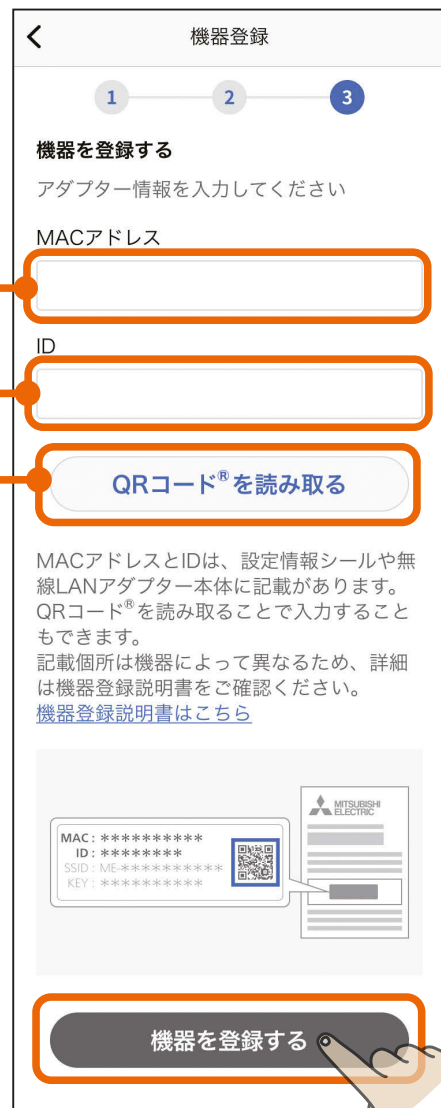 機器登録
1 2 3
機器を登録する
アダプター情報を入力してください
MACアドレス
ID
QRコード®を読み取る
MACアドレスとIDは、設定情報シールや無
線LANアダプター本体に記載があります。
QRコード®を読み取ることで入力すること
もできます。
記載個所は機器によって異なるため、詳細
は機器登録説明書をご確認ください。
機器登録説明書はこちら
MITSUBISHI
ELECTRIC
MAC : **********
ID : ********
SSID : ME-**********
KEY : **********
機器を登録する